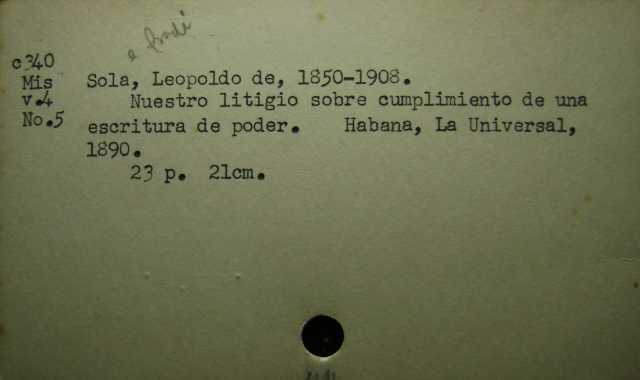 c340
Mis Sola, Leopoldo de, 1850-1908.
v.4 Nuestro litigio sobre cumplimiento de una
No.5 escritura de poder. Habana, La Universal,
1890.
23 p. 21cm.